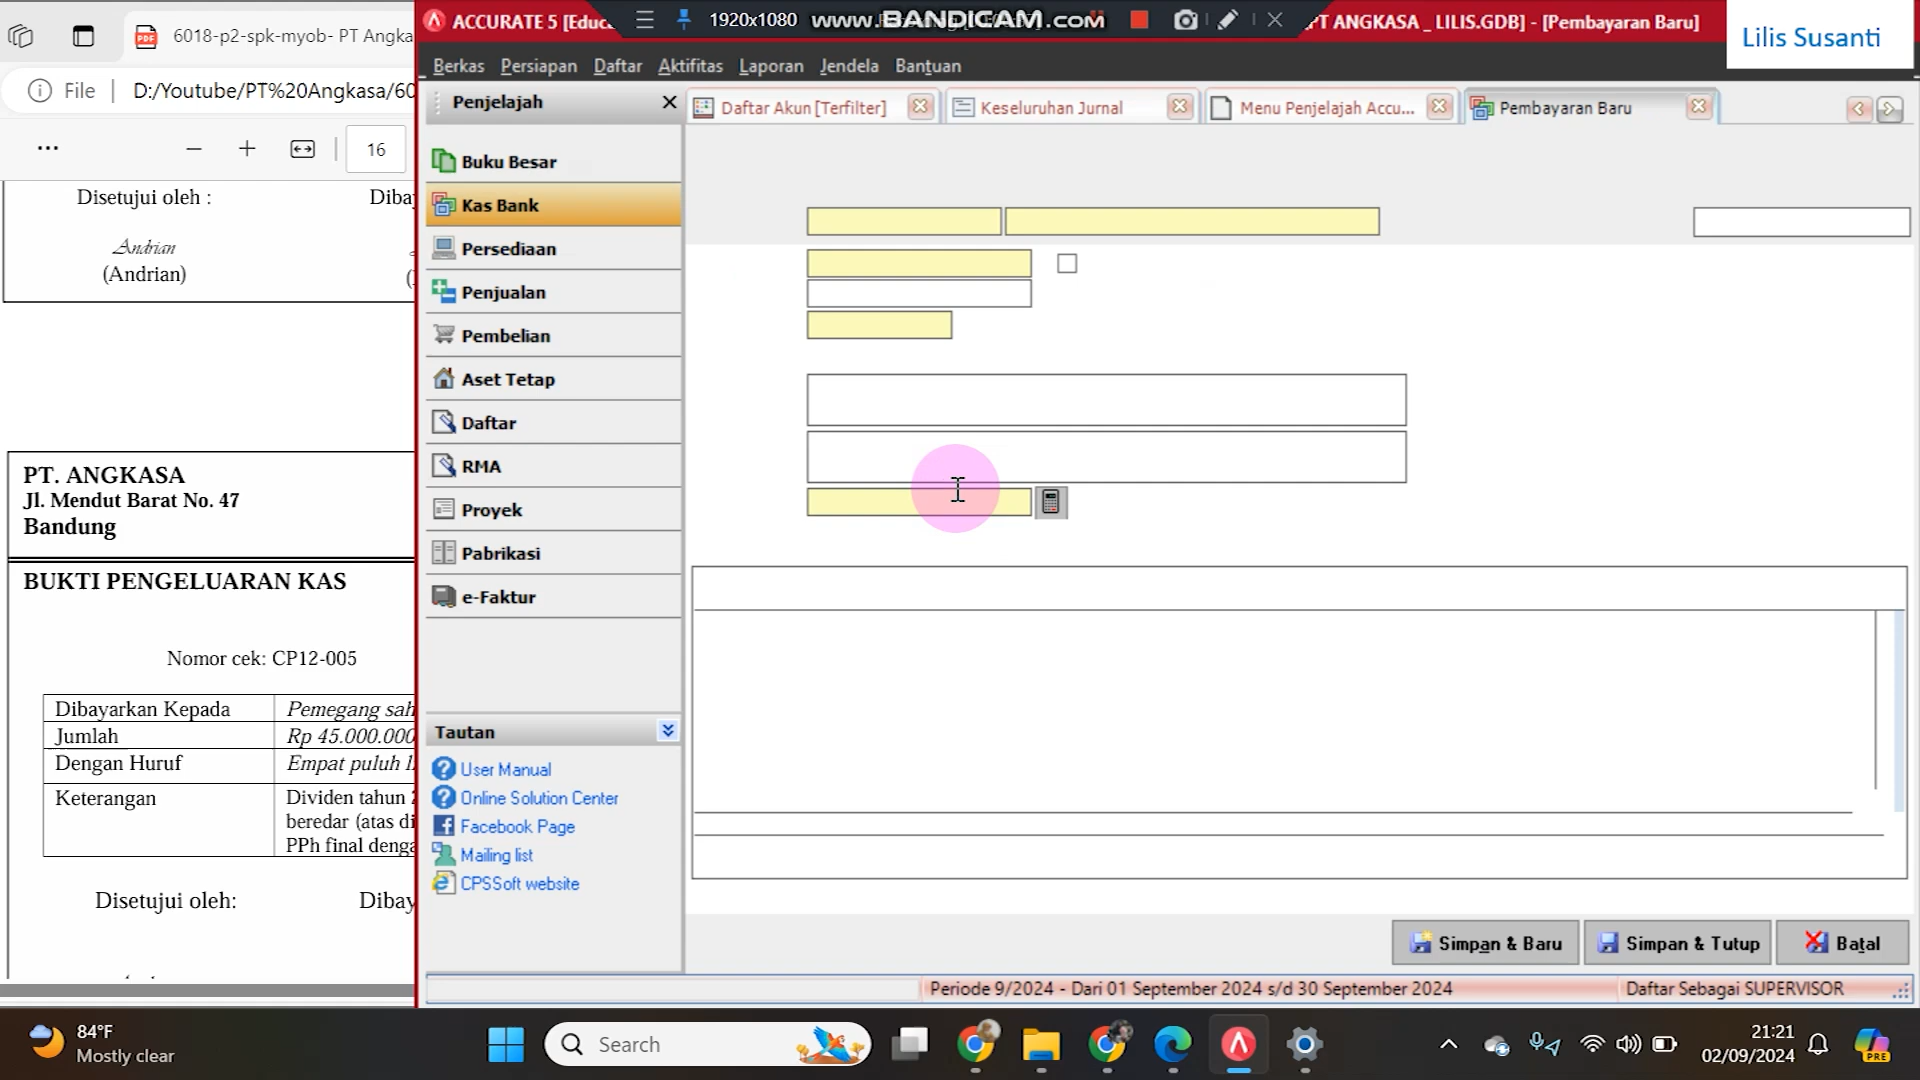 6018-p2-spk-myob- PT Angka
File
D:/Youtube/PT%20Angkasa/60
16
Disetujui oleh :
Diba
Andrian
(Andrian)
PT. ANGKASA
Jl. Mendut Barat No. 47
Bandung
BUKTI PENGELUARAN KAS
Nomor cek: CP12-005
Dibayarkan Kepada
Pemegang sah
Jumlah
Rp 45.000.000
Dengan Huruf
Empat puluh l
Keterangan
Dividen tahun 2
beredar (atas di
PPh final denga
Disetujui oleh:
Dibay
ACCURATE 5 [Educ
1920x1080
www.BANDICAM.com
PT ANGKASA _ LILIS.GDB] - [Pembayaran Baru]
Lilis Susanti
Berkas Persiapan Daftar Aktifitas Laporan Jendela Bantuan
Penjelajah
Daftar Akun [Terfilter]
Keseluruhan Jurnal
Menu Penjelajah Accu...
Pembayaran Baru
Buku Besar
Kas Bank
Persediaan
Penjualan
Pembelian
Aset Tetap
Daftar
RMA
Proyek
Pabrikasi
e-Faktur
Tautan
User Manual
Online Solution Center
Facebook Page
Mailing list
CPSSoft website
Simpan & Baru
Simpan & Tutup
Batal
Periode 9/2024 - Dari 01 September 2024 s/d 30 September 2024
Daftar Sebagai SUPERVISOR
84°F
Mostly clear
Search
21:21
02/09/2024
PRE